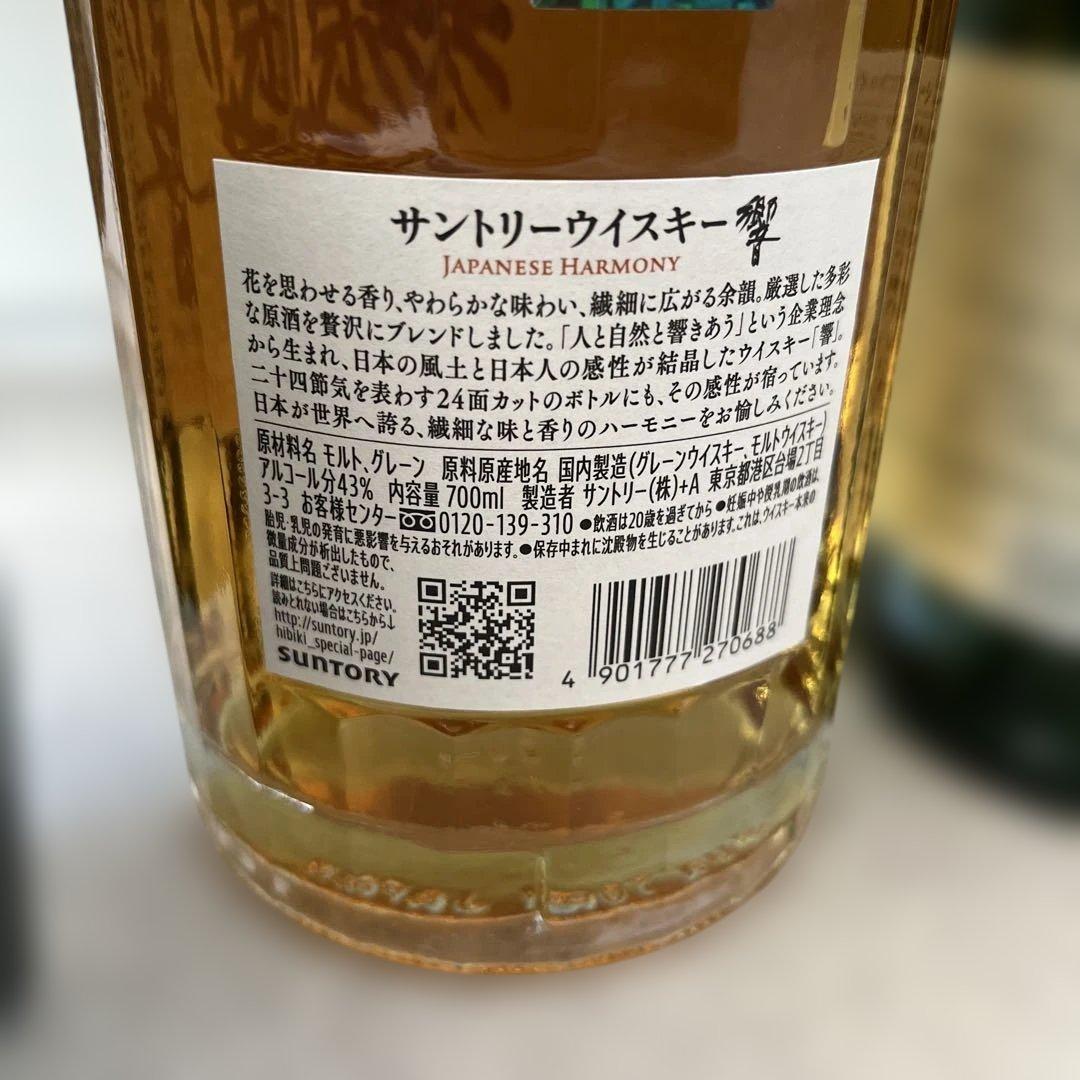 サントリーウイスキー響
JAPANESE HARMONY
花を思わせる香り、やわらかな味わい、繊細に広がる余韻。厳選した多彩
な原酒を贅沢にブレンドしました。「人と自然と響きあう」という企業理念
から生まれ、日本の風土と日本人の感性が結晶したウイスキー「響」。
二十四節気を表わす24面カットのボトルにも、その感性が宿っています。
日本が世界へ誇る、繊細な味と香りのハーモニーをお愉しみください。
原材料名 モルト、グレーン 原料原産地名 国内製造(グレーンウイスキー、モルトウイスキー)
アルコール分43% 内容量 700ml 製造者 サントリー(株)+A 東京都港区台場2丁目
3-3 お客様センター 0120-139-310 ●飲酒は20歳を過ぎてから ●妊娠中や授乳期の飲酒は、
胎児・乳児の発育に悪影響を与えるおそれがあります。●保存中まれに沈殿物を生じることがあります。これは、ウイスキー本来の
微量成分が析出したもので、
品質上問題ございません。
詳細はこちらにアクセスください。
読みとれない場合はこちらから↓
http://suntory.jp/
hibiki_special-page/
SUNTORY
4 901777 270688